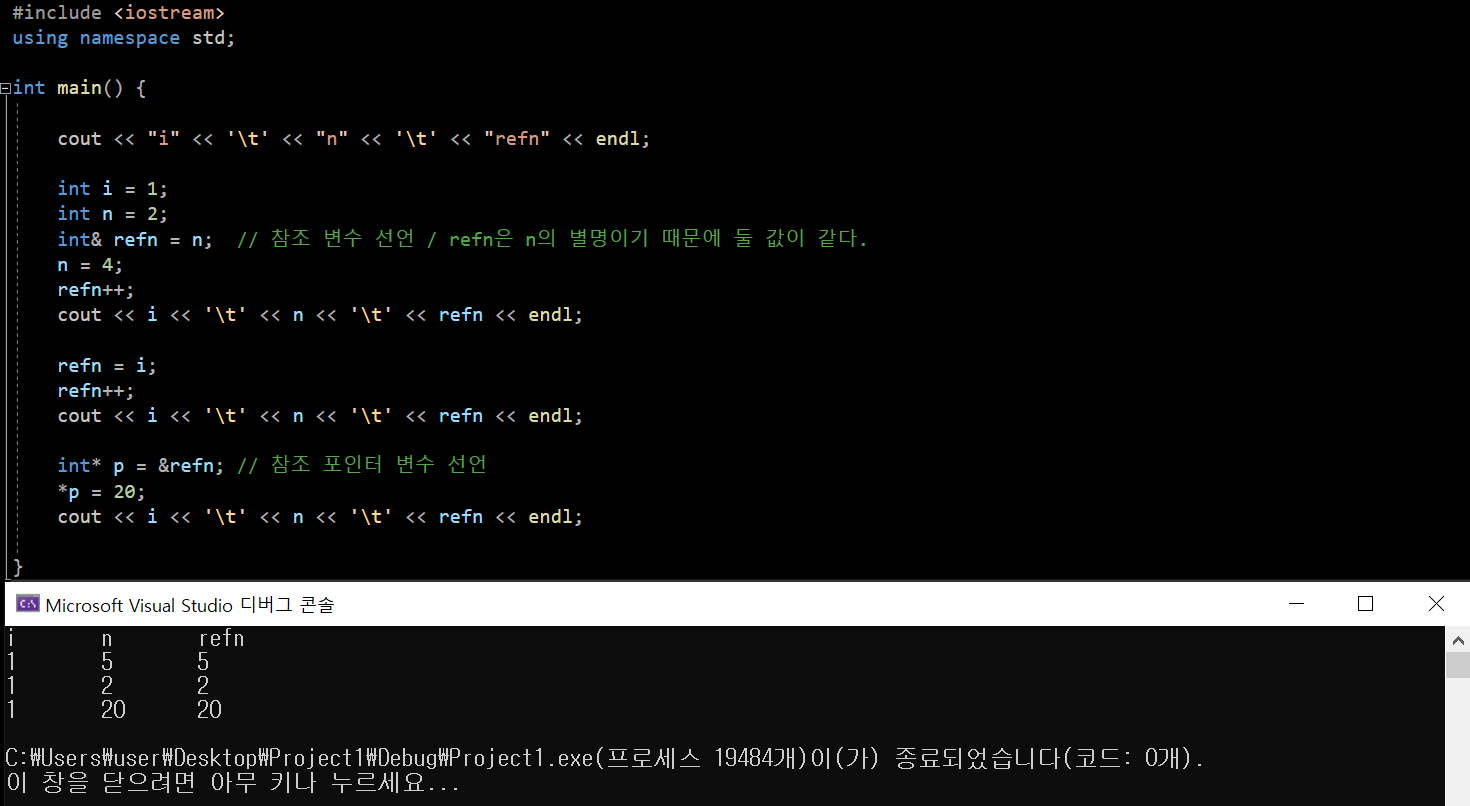 #include <iostream>
using namespace std;
int main() {
cout << "i" << '\t' << "n" << '\t' << "refn" << endl;
int i = 1;
int n = 2;
int& refn = n;  // 참조 변수 선언 / refn은 n의 별명이기 때문에 둘 값이 같다.
n = 4;
refn++;
cout << i << '\t' << n << '\t' << refn << endl;
refn = i;
refn++;
cout << i << '\t' << n << '\t' << refn << endl;
int* p = &refn; // 참조 포인터 변수 선언
*p = 20;
cout << i << '\t' << n << '\t' << refn << endl;
}
C:\ Microsoft Visual Studio 디버그 콘솔
i n refn
1 5 5
1 2 2
1 20 20
C:₩Users₩user₩Desktop₩Project1₩Debug₩Project1.exe(프로세스 19484개)이(가) 종료되었습니다(코드: 0개).
이 창을 닫으려면 아무 키나 누르세요...